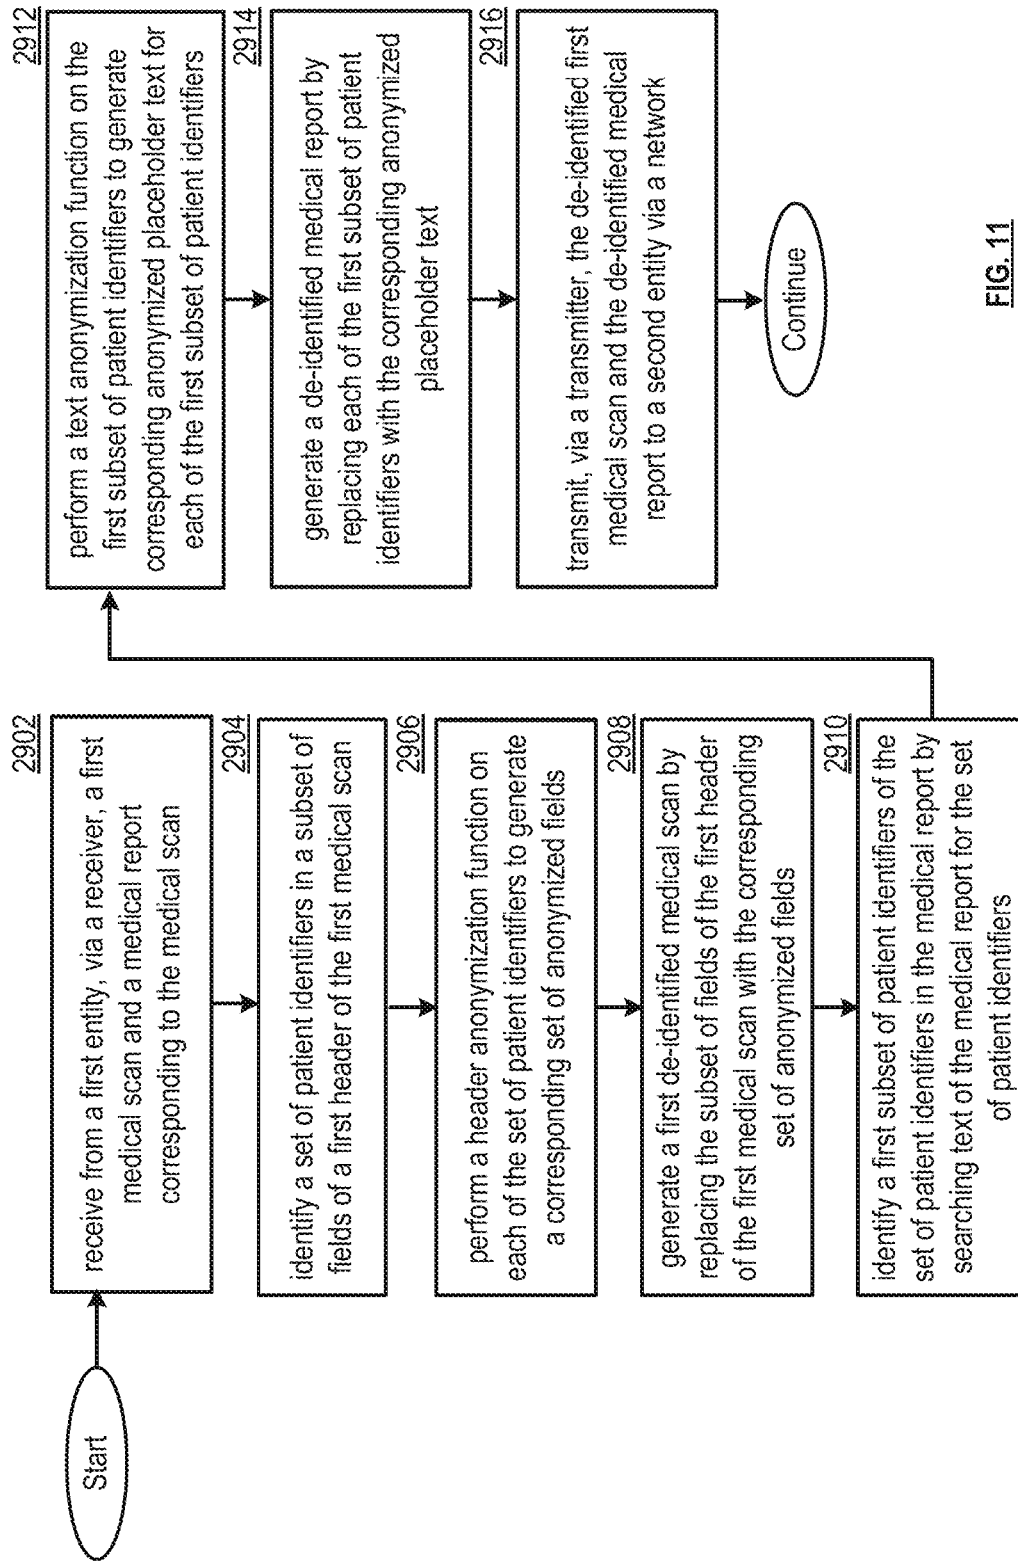 Start
2902
receive from a first entity, via a receiver, a first
medical scan and a medical report
corresponding to the medical scan
2904
identify a set of patient identifiers in a subset of
fields of a first header of the first medical scan
2906
perform a header anonymization function on
each of the set of patient identifiers to generate
a corresponding set of anonymized fields
2908
generate a first de-identified medical scan by
replacing the subset of fields of the first header
of the first medical scan with the corresponding
set of anonymized fields
2910
identify a first subset of patient identifiers of the
set of patient identifiers in the medical report by
searching text of the medical report for the set
of patient identifiers
2912
perform a text anonymization function on the
first subset of patient identifiers to generate
corresponding anonymized placeholder text for
each of the first subset of patient identifiers
2914
generate a de-identified medical report by
replacing each of the first subset of patient
identifiers with the corresponding anonymized
placeholder text
2916
transmit, via a transmitter, the de-identified first
medical scan and the de-identified medical
report to a second entity via a network
Continue
FIG. 11